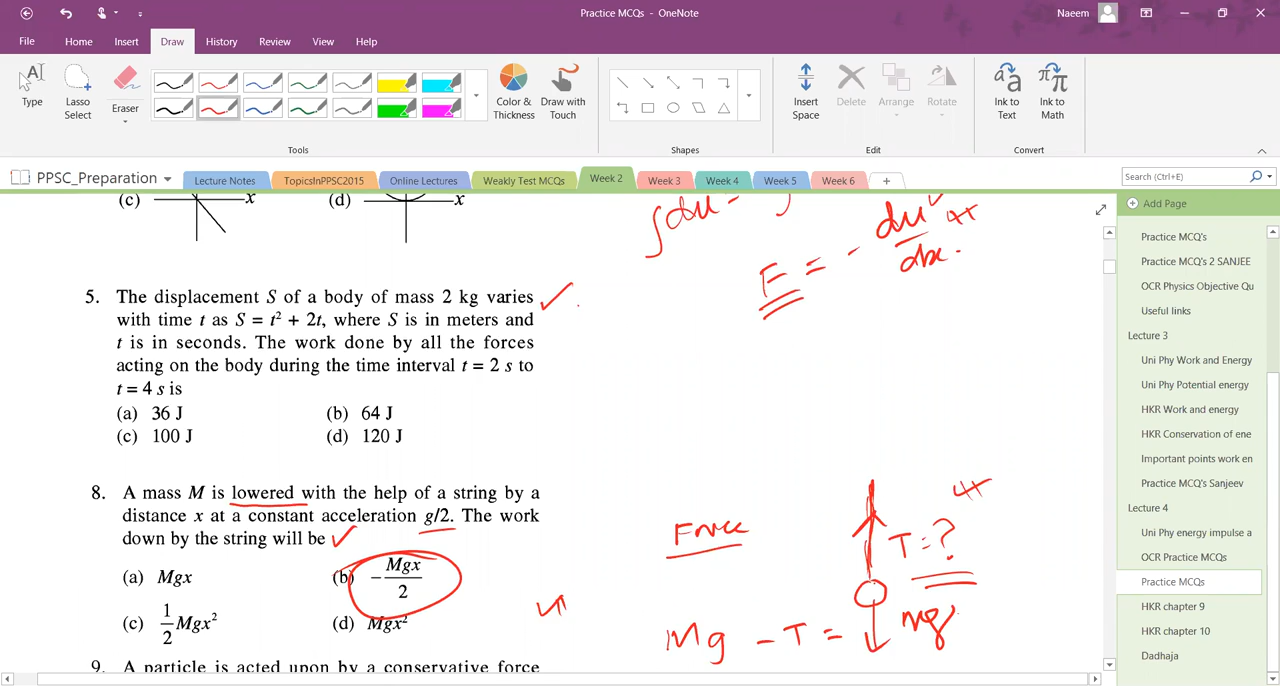 Practice MCQs - OneNote
Naeem
File Home Insert Draw History Review View Help
Type
Lasso Select
Eraser
Color & Thickness
Draw with Touch
Insert Space
Delete
Arrange
Rotate
Ink to Text
Ink to Math
Tools
Shapes
Edit
Convert
PPSC_Preparation
Lecture Notes
TopicsInPPSC2015
Online Lectures
Weakly Test MCQs
Week 2
Week 3
Week 4
Week 5
Week 6
Search (Ctrl+E)
(c) x (d) x
∫du = ∫
F = - du/dx
5. The displacement S of a body of mass 2 kg varies
with time t as S = t² + 2t, where S is in meters and
t is in seconds. The work done by all the forces
acting on the body during the time interval t = 2 s to
t = 4 s is
(a) 36 J (b) 64 J
(c) 100 J (d) 120 J
8. A mass M is lowered with the help of a string by a
distance x at a constant acceleration g/2. The work
down by the string will be
(a) Mgx (b) - Mgx/2
(c) 1/2 Mgx² (d) Mgx²
9. A particle is acted upon by a conservative force
Force
T = ?
mg
Mg - T =
Add Page
Practice MCQ's
Practice MCQ's 2 SANJEE
OCR Physics Objective Qu
Useful links
Lecture 3
Uni Phy Work and Energy
Uni Phy Potential energy
HKR Work and energy
HKR Conservation of ene
Important points work en
Practice MCQ's Sanjeev
Lecture 4
Uni Phy energy impulse a
OCR Practice MCQs
Practice MCQs
HKR chapter 9
HKR chapter 10
Dadhaja